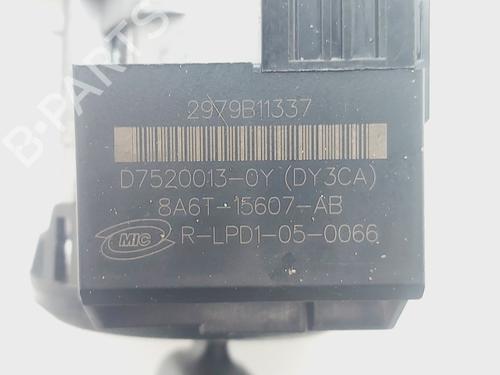 B-PARTS
2979B11337
D7520013-0Y (DY3CA)
8A6T-15607-AB
MIC R-LPD1-05-0066